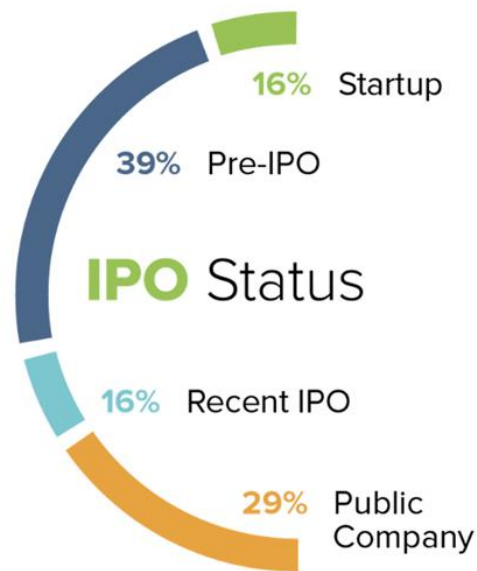 16% Startup
39% Pre-IPO
IPO Status
16% Recent IPO
29% Public
Company